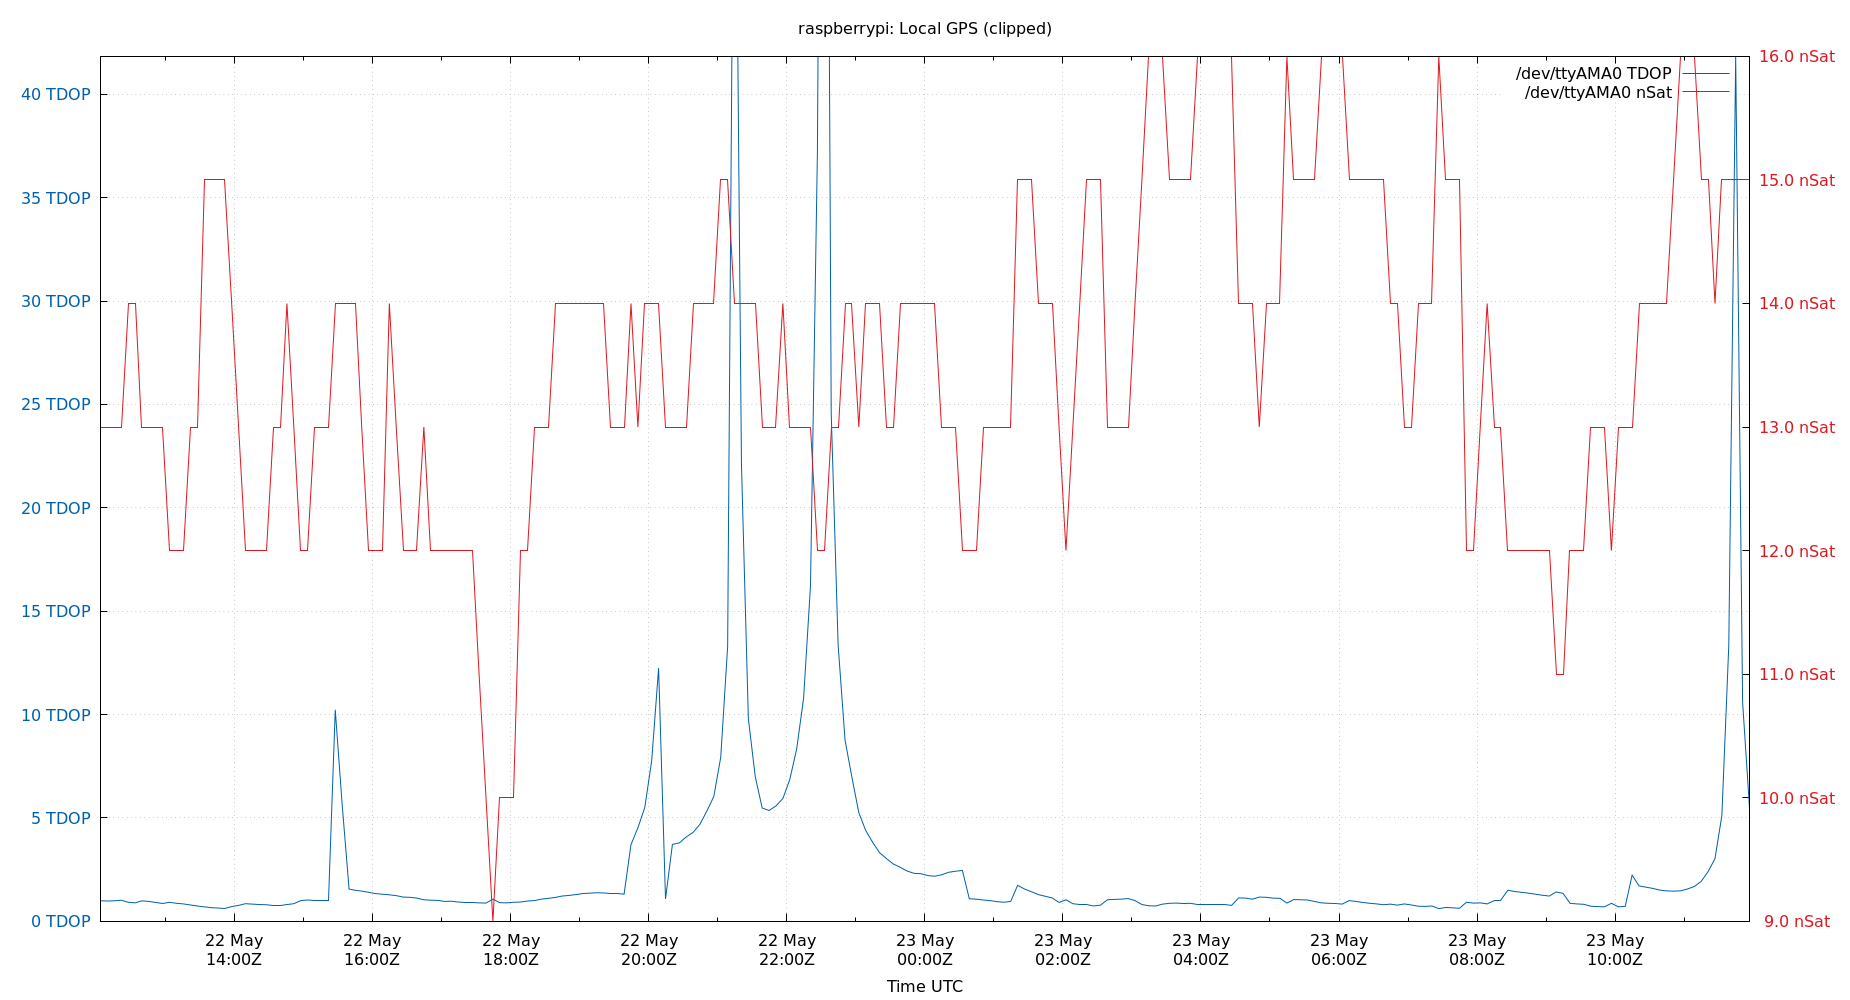 raspberrypi: Local GPS (clipped)
/dev/ttyAMA0 TDOP
/dev/ttyAMA0 nSat
40 TDOP
35 TDOP
30 TDOP
25 TDOP
20 TDOP
15 TDOP
10 TDOP
5 TDOP
0 TDOP
16.0 nSat
15.0 nSat
14.0 nSat
13.0 nSat
12.0 nSat
11.0 nSat
10.0 nSat
9.0 nSat
22 May
14:00Z
22 May
16:00Z
22 May
18:00Z
22 May
20:00Z
22 May
22:00Z
23 May
00:00Z
23 May
02:00Z
23 May
04:00Z
23 May
06:00Z
23 May
08:00Z
23 May
10:00Z
Time UTC